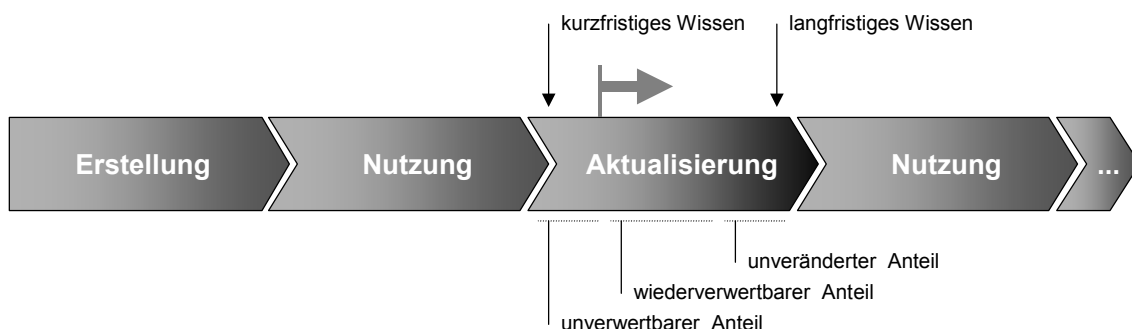 kurzfristiges Wissen
langfristiges Wissen
Erstellung
Nutzung
Aktualisierung
Nutzung
...
unveränderter Anteil
wiederverwertbarer Anteil
unverwertbarer Anteil